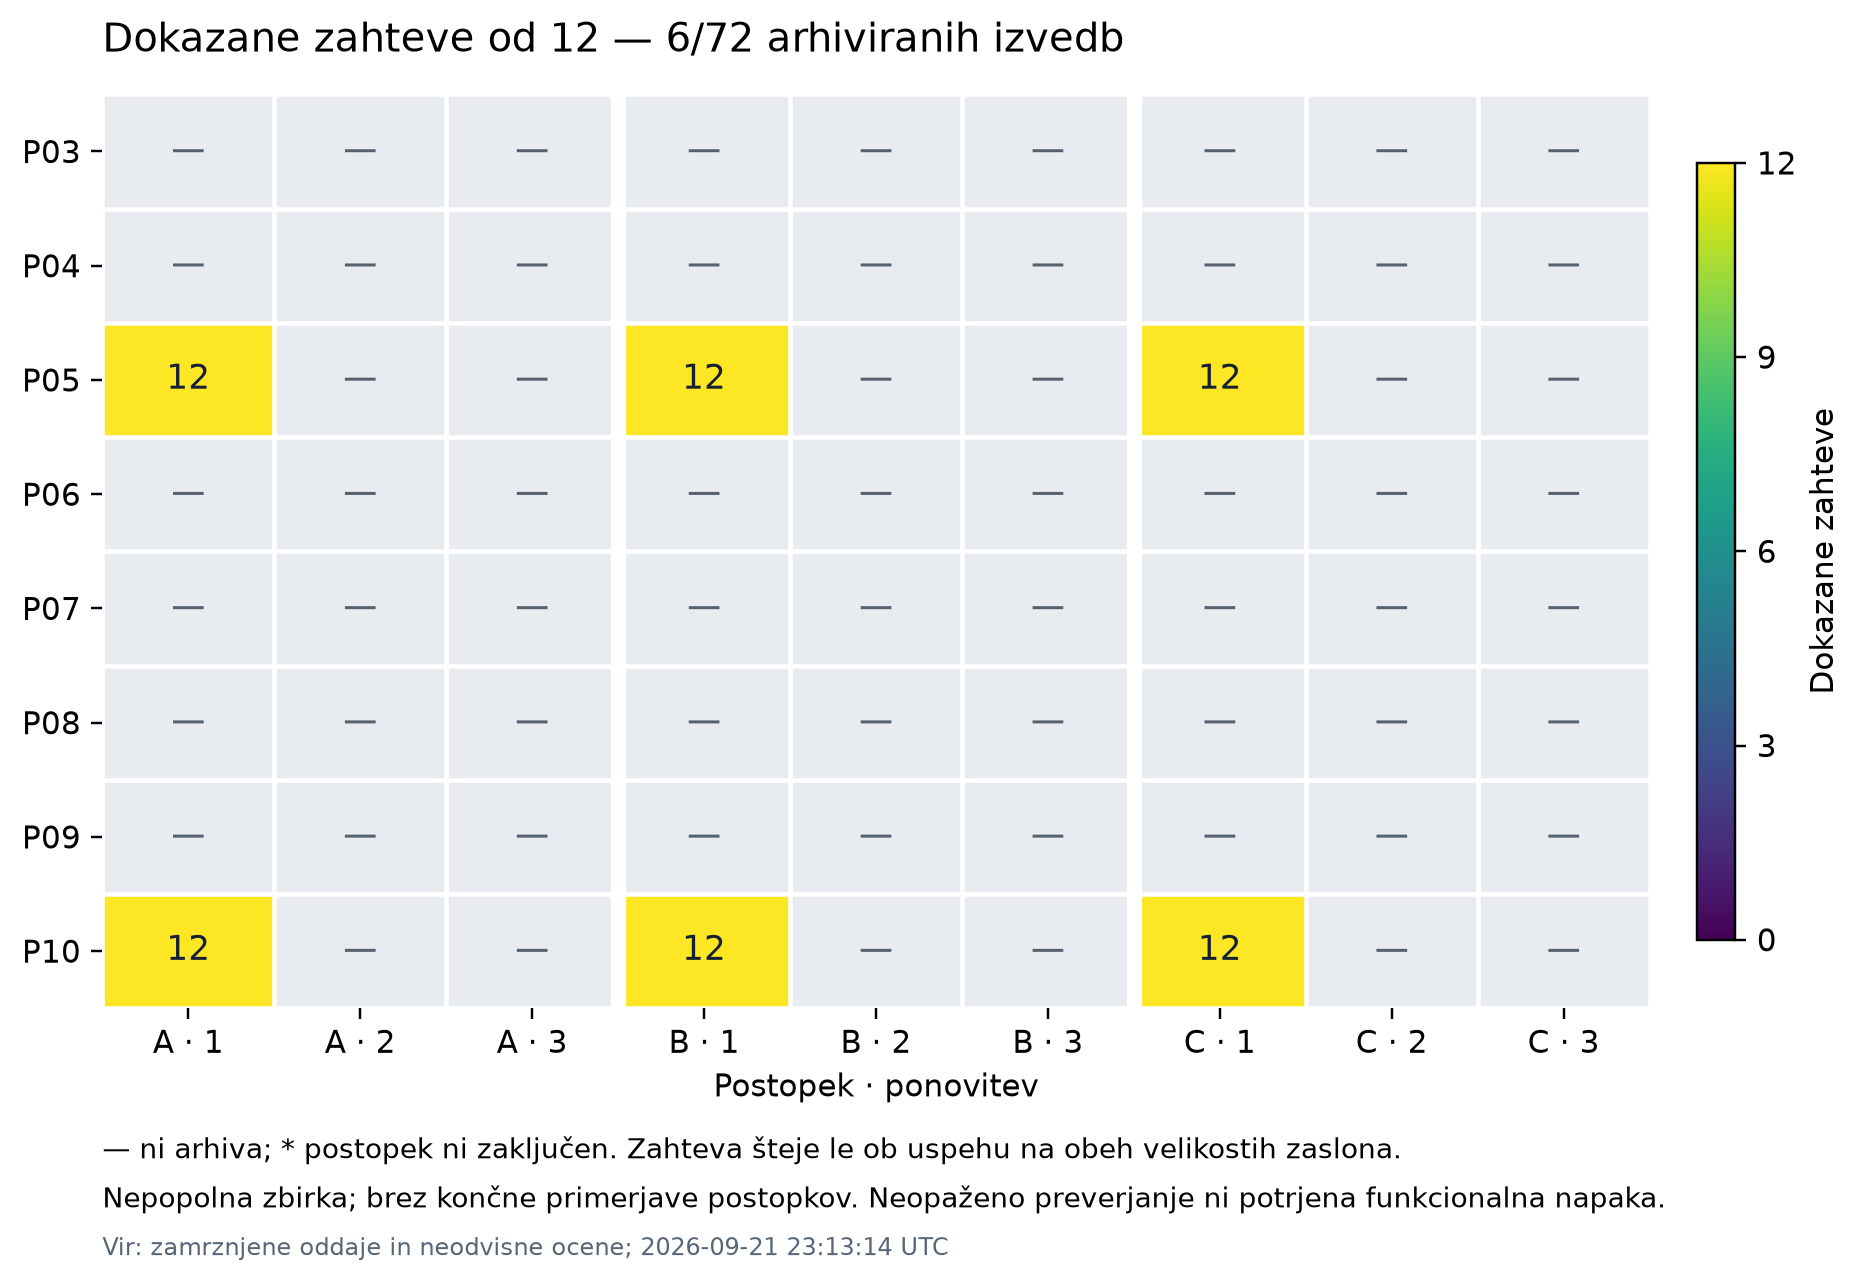 Dokazane zahteve od 12 — 6/72 arhiviranih izvedb
P03 — — — — — — — — —
P04 — — — — — — — — —
P05 12 — — 12 — — 12 — —
P06 — — — — — — — — —
P07 — — — — — — — — —
P08 — — — — — — — — —
P09 — — — — — — — — —
P10 12 — — 12 — — 12 — —
A · 1 A · 2 A · 3 B · 1 B · 2 B · 3 C · 1 C · 2 C · 3
Postopek · ponovitev
12
9
6
3
0
Dokazane zahteve
— ni arhiva; * postopek ni zaključen. Zahteva šteje le ob uspehu na obeh velikostih zaslona.
Nepopolna zbirka; brez končne primerjave postopkov. Neopaženo preverjanje ni potrjena funkcionalna napaka.
Vir: zamrznjene oddaje in neodvisne ocene; 2026-09-21 23:13:14 UTC